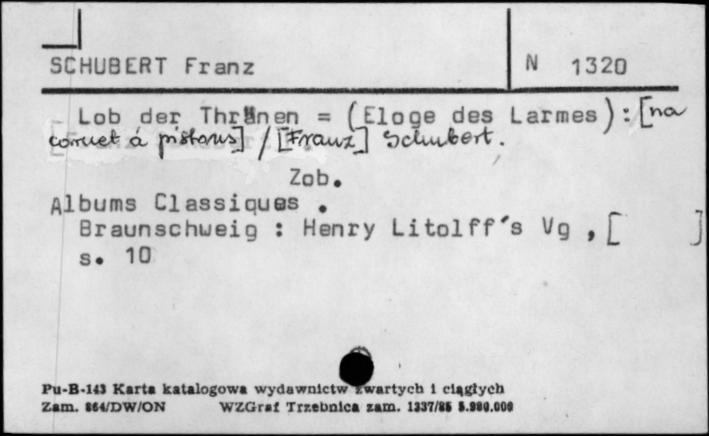 SCHUBERT Franz N 1320
Lob der Thränen = (Eloge des Larmes) : [na
cornet à pistons] / [Franz] Schubert.
Zob.
Albums Classiques .
Braunschweig : Henry Litolff's Vg , [ ]
s. 10
Pu-B-143 Karta katalogowa wydawnictw zwartych i ciągłych
Zam. 864/DW/ON WZGraf Trzebnica zam. 1337/85 5.980.000